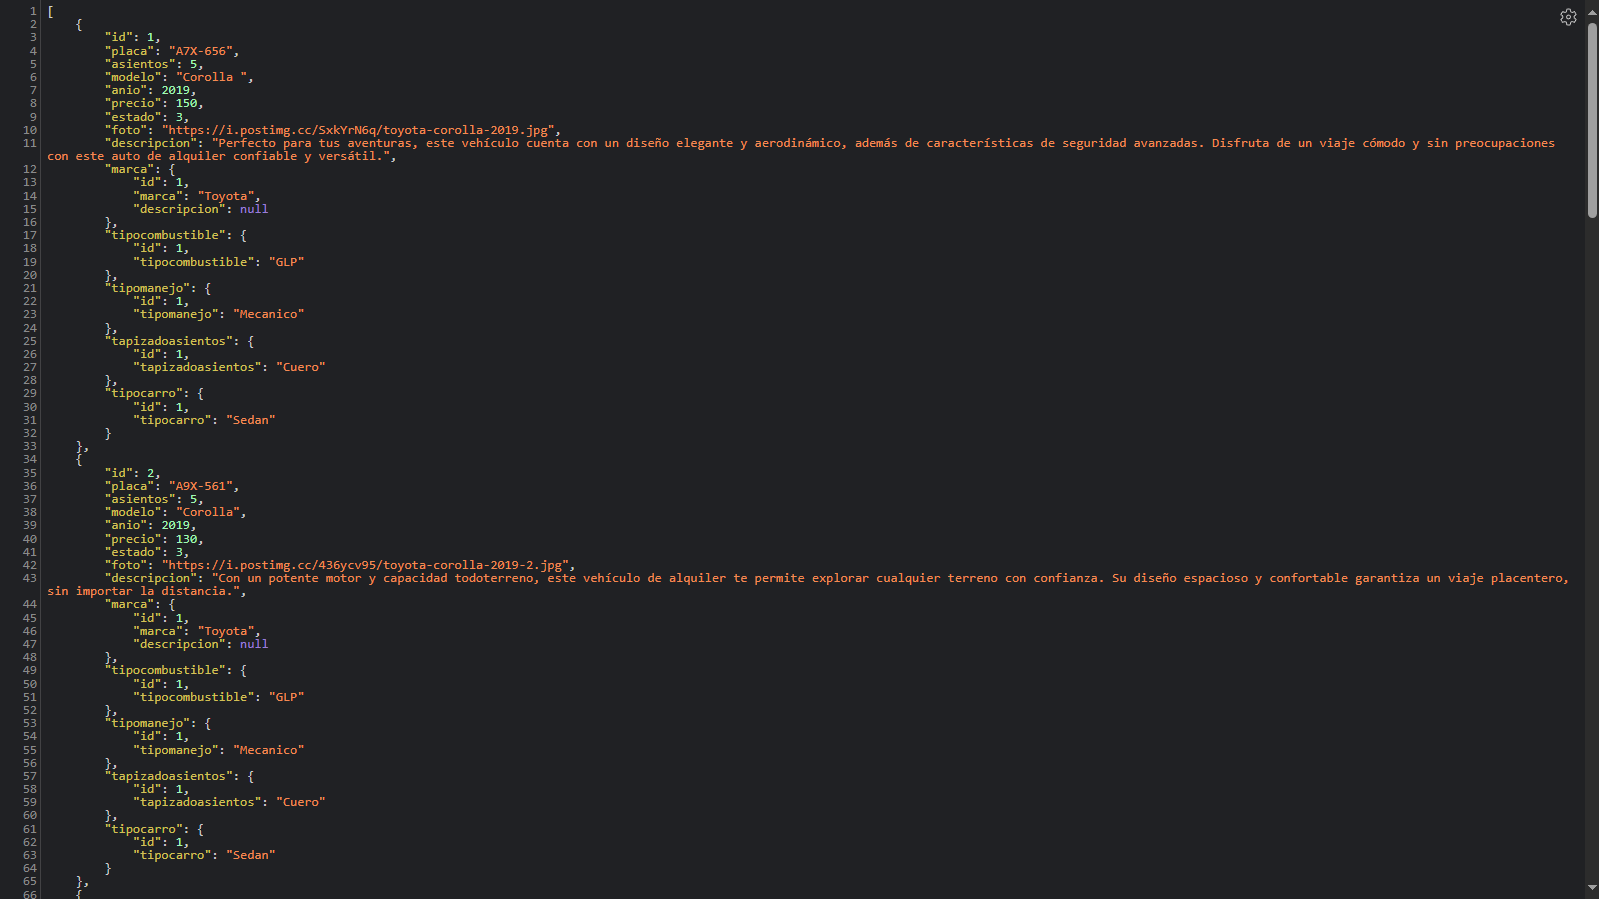 1 [
2     {
3         "id": 1,
4         "placa": "A7X-656",
5         "asientos": 5,
6         "modelo": "Corolla ",
7         "anio": 2019,
8         "precio": 150,
9         "estado": 3,
10         "foto": "https://i.postimg.cc/SxkYrN6q/toyota-corolla-2019.jpg",
11         "descripcion": "Perfecto para tus aventuras, este vehículo cuenta con un diseño elegante y aerodinámico, además de características de seguridad avanzadas. Disfruta de un viaje cómodo y sin preocupaciones
con este auto de alquiler confiable y versátil.",
12         "marca": {
13             "id": 1,
14             "marca": "Toyota",
15             "descripcion": null
16         },
17         "tipocombustible": {
18             "id": 1,
19             "tipocombustible": "GLP"
20         },
21         "tipomanejo": {
22             "id": 1,
23             "tipomanejo": "Mecanico"
24         },
25         "tapizadoasientos": {
26             "id": 1,
27             "tapizadoasientos": "Cuero"
28         },
29         "tipocarro": {
30             "id": 1,
31             "tipocarro": "Sedan"
32         }
33     },
34     {
35         "id": 2,
36         "placa": "A9X-561",
37         "asientos": 5,
38         "modelo": "Corolla",
39         "anio": 2019,
40         "precio": 130,
41         "estado": 3,
42         "foto": "https://i.postimg.cc/436ycv95/toyota-corolla-2019-2.jpg",
43         "descripcion": "Con un potente motor y capacidad todoterreno, este vehículo de alquiler te permite explorar cualquier terreno con confianza. Su diseño espacioso y confortable garantiza un viaje placentero,
sin importar la distancia.",
44         "marca": {
45             "id": 1,
46             "marca": "Toyota",
47             "descripcion": null
48         },
49         "tipocombustible": {
50             "id": 1,
51             "tipocombustible": "GLP"
52         },
53         "tipomanejo": {
54             "id": 1,
55             "tipomanejo": "Mecanico"
56         },
57         "tapizadoasientos": {
58             "id": 1,
59             "tapizadoasientos": "Cuero"
60         },
61         "tipocarro": {
62             "id": 1,
63             "tipocarro": "Sedan"
64         }
65     },
66     {